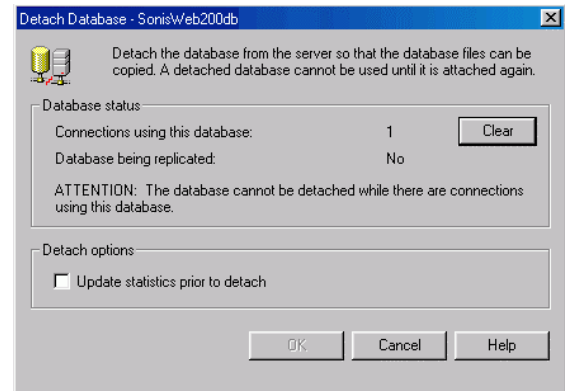 Detach Database - SonisWeb200db
Detach the database from the server so that the database files can be
copied. A detached database cannot be used until it is attached again.
Database status
Connections using this database: 1 Clear
Database being replicated: No
ATTENTION: The database cannot be detached while there are connections
using this database.
Detach options
Update statistics prior to detach
OK Cancel Help